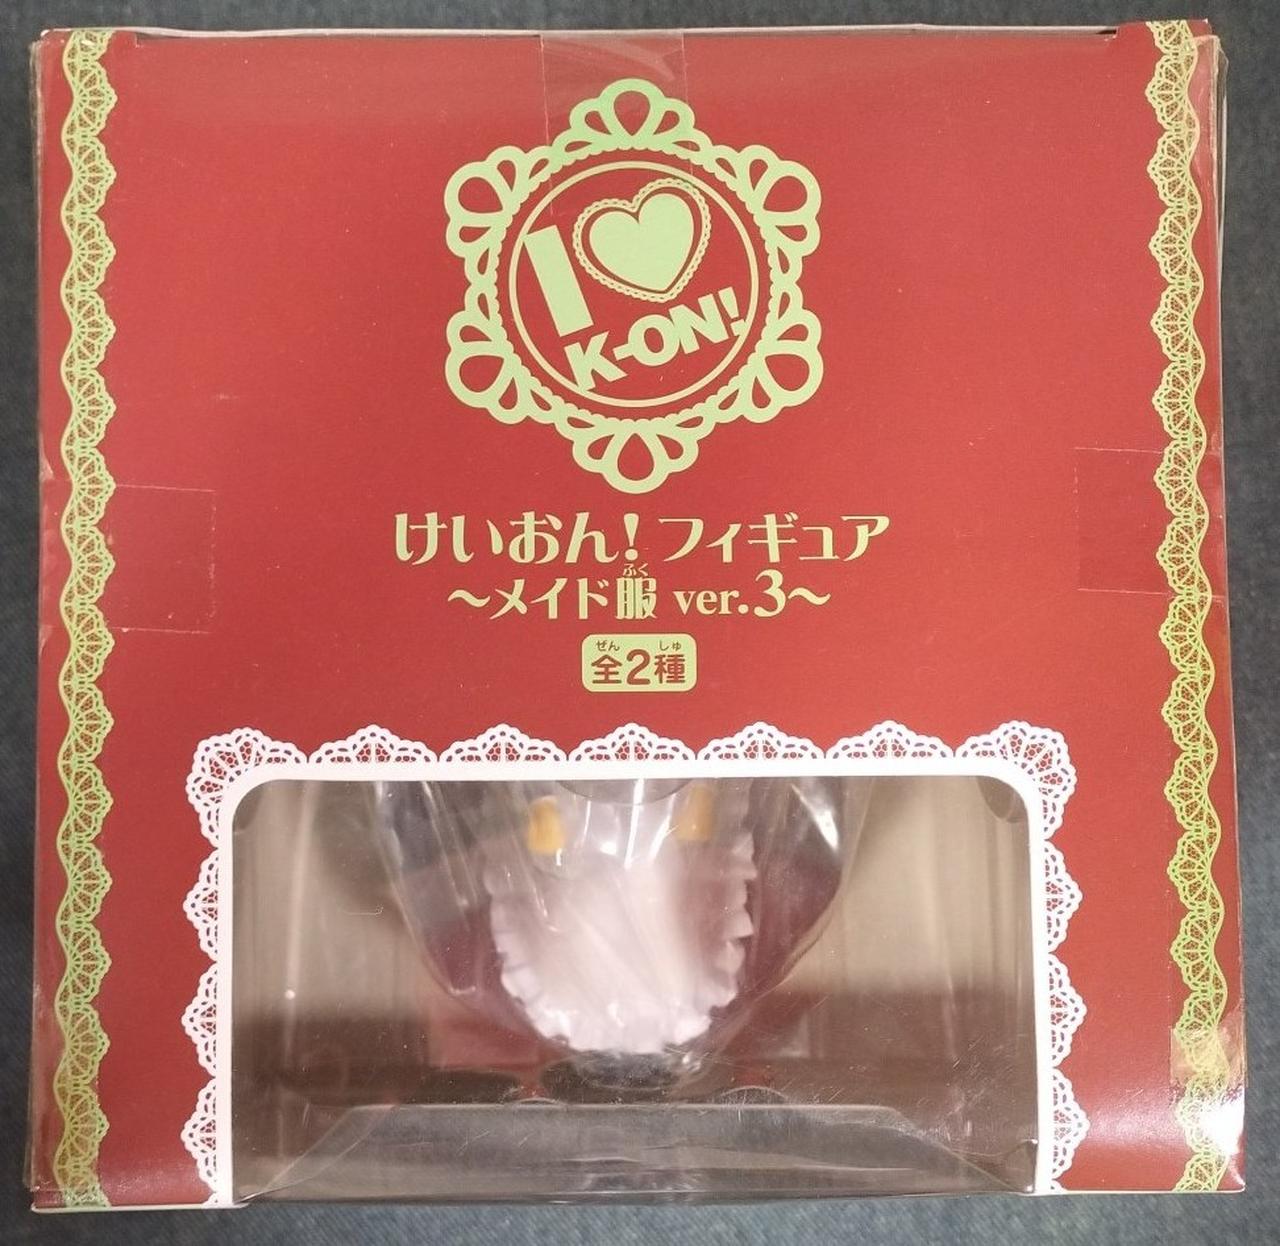 I
K-ON!
けいおん! フィギュア
ふく
〜メイド服 ver.3〜
ぜん しゅ
全2種